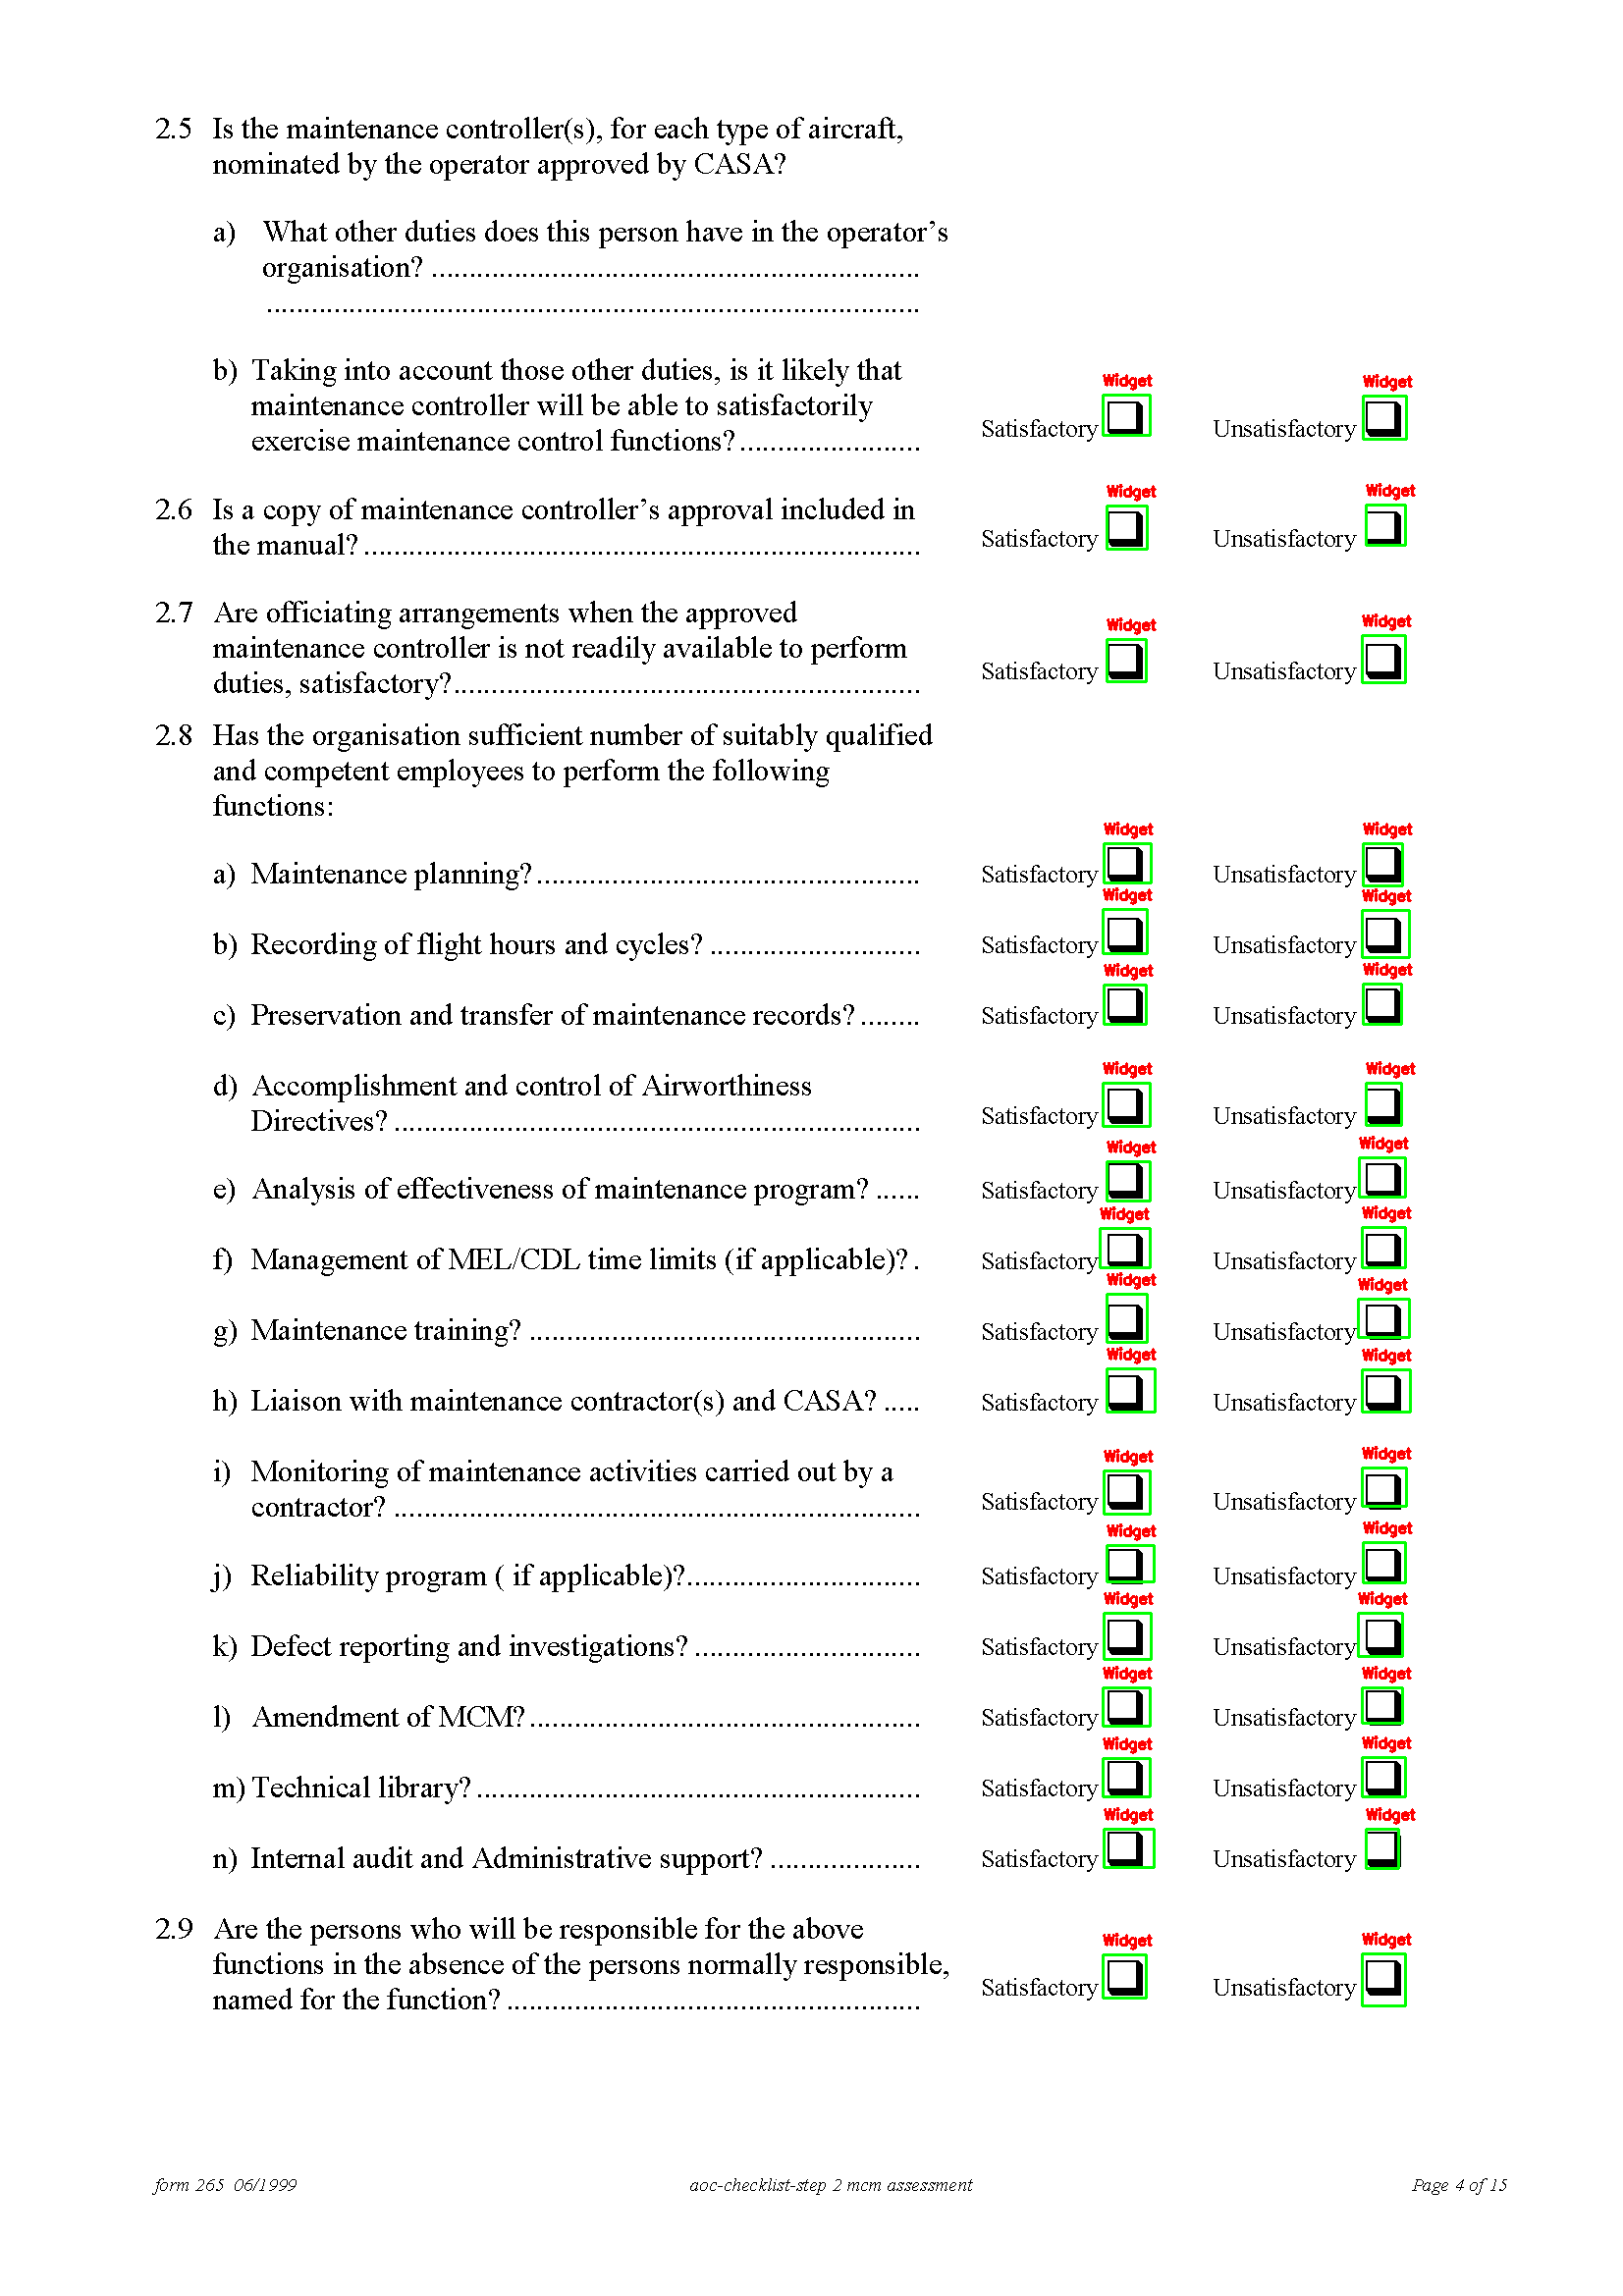 2.5 Is the maintenance controller(s), for each type of aircraft,
nominated by the operator approved by CASA?
a) What other duties does this person have in the operator's
organisation? .................................................................
.......................................................................................
b) Taking into account those other duties, is it likely that
Widget Widget
maintenance controller will be able to satisfactorily
exercise maintenance control functions?........................ Satisfactory Unsatisfactory
Widget Widget
2.6 Is a copy of maintenance controller's approval included in
the manual?.......................................................................... Satisfactory Unsatisfactory
2.7 Are officiating arrangements when the approved
Widget Widget
maintenance controller is not readily available to perform
duties, satisfactory?.............................................................. Satisfactory Unsatisfactory
2.8 Has the organisation sufficient number of suitably qualified
and competent employees to perform the following
functions:
Widget Widget
a) Maintenance planning?................................................... Satisfactory Unsatisfactory
Widget Widget
b) Recording of flight hours and cycles? ............................ Satisfactory Unsatisfactory
Widget Widget
c) Preservation and transfer of maintenance records?........ Satisfactory Unsatisfactory
Widget Widget
d) Accomplishment and control of Airworthiness
Directives?...................................................................... Satisfactory Unsatisfactory
Widget Widget
e) Analysis of effectiveness of maintenance program? ...... Satisfactory Unsatisfactory
Widget Widget
f) Management of MEL/CDL time limits (if applicable)?. Satisfactory Unsatisfactory
Widget Widget
g) Maintenance training? .................................................... Satisfactory Unsatisfactory
Widget Widget
h) Liaison with maintenance contractor(s) and CASA? ..... Satisfactory Unsatisfactory
Widget Widget
i) Monitoring of maintenance activities carried out by a
contractor? ...................................................................... Satisfactory Unsatisfactory
Widget Widget
j) Reliability program ( if applicable)?............................... Satisfactory Unsatisfactory
Widget Widget
k) Defect reporting and investigations? .............................. Satisfactory Unsatisfactory
Widget Widget
l) Amendment of MCM?.................................................... Satisfactory Unsatisfactory
Widget Widget
m) Technical library?........................................................... Satisfactory Unsatisfactory
Widget Widget
n) Internal audit and Administrative support? .................... Satisfactory Unsatisfactory
2.9 Are the persons who will be responsible for the above
Widget Widget
functions in the absence of the persons normally responsible,
named for the function?....................................................... Satisfactory Unsatisfactory
form 265 06/1999 aoc-checklist-step 2 mcm assessment Page 4 of 15